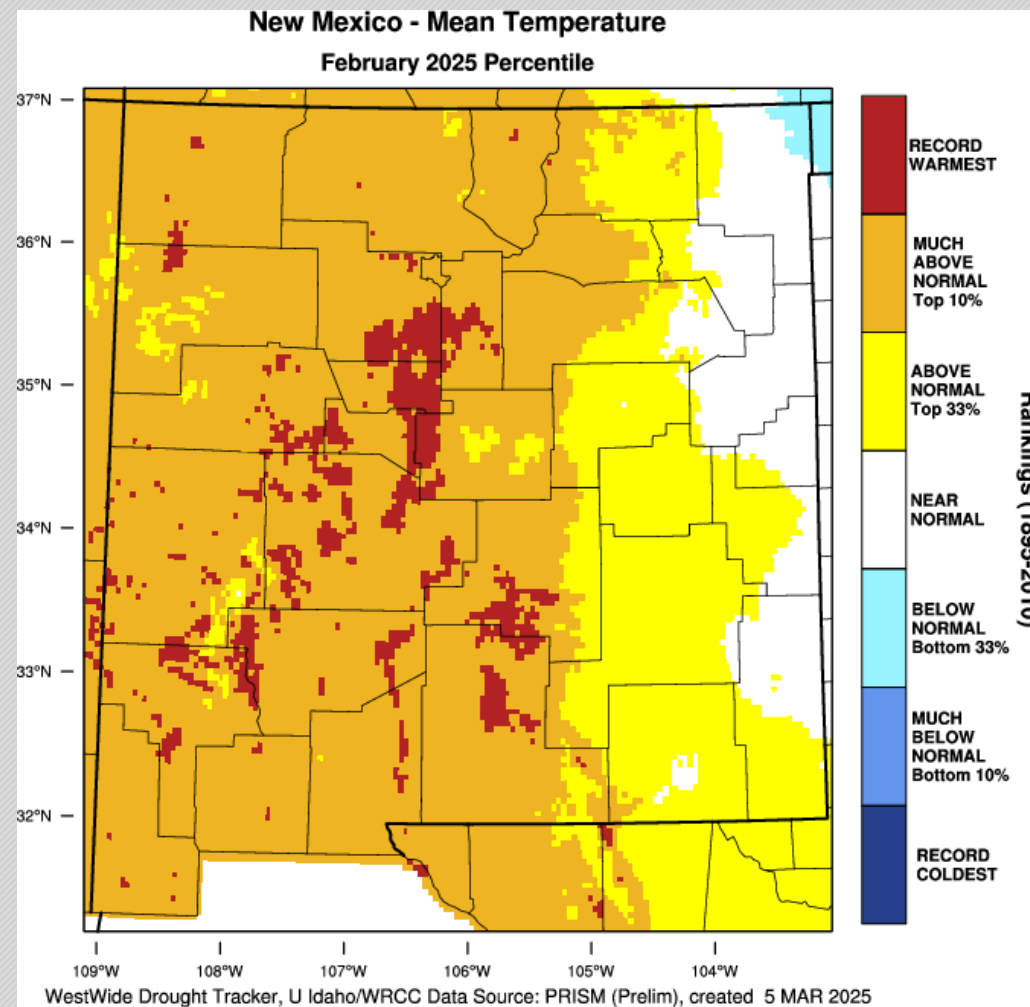 New Mexico - Mean Temperature
February 2025 Percentile
37°N
36°N
35°N
34°N
33°N
32°N
109°W 108°W 107°W 106°W 105°W 104°W
RECORD
WARMEST
MUCH
ABOVE
NORMAL
Top 10%
ABOVE
NORMAL
Top 33%
NEAR
NORMAL
BELOW
NORMAL
Bottom 33%
MUCH
BELOW
NORMAL
Bottom 10%
RECORD
COLDEST
WestWide Drought Tracker, U Idaho/WRCC Data Source: PRISM (Prelim), created 5 MAR 2025